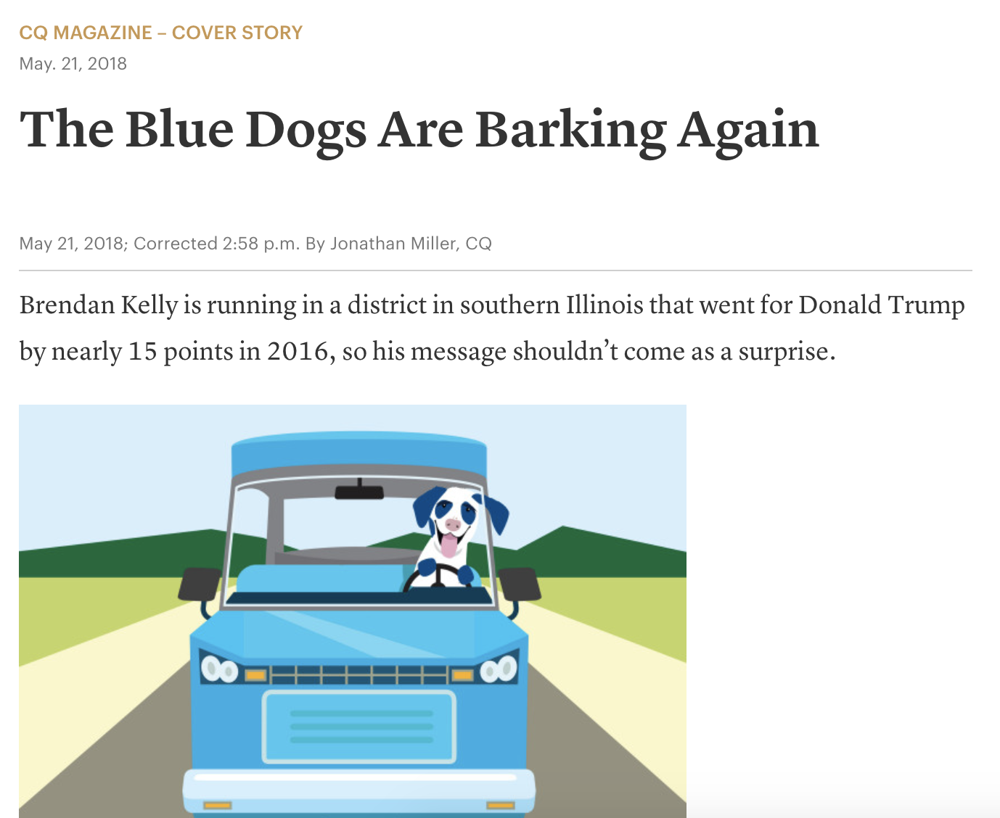 CQ MAGAZINE – COVER STORY
May. 21, 2018
The Blue Dogs Are Barking Again
May 21, 2018; Corrected 2:58 p.m. By Jonathan Miller, CQ
Brendan Kelly is running in a district in southern Illinois that went for Donald Trump
by nearly 15 points in 2016, so his message shouldn’t come as a surprise.